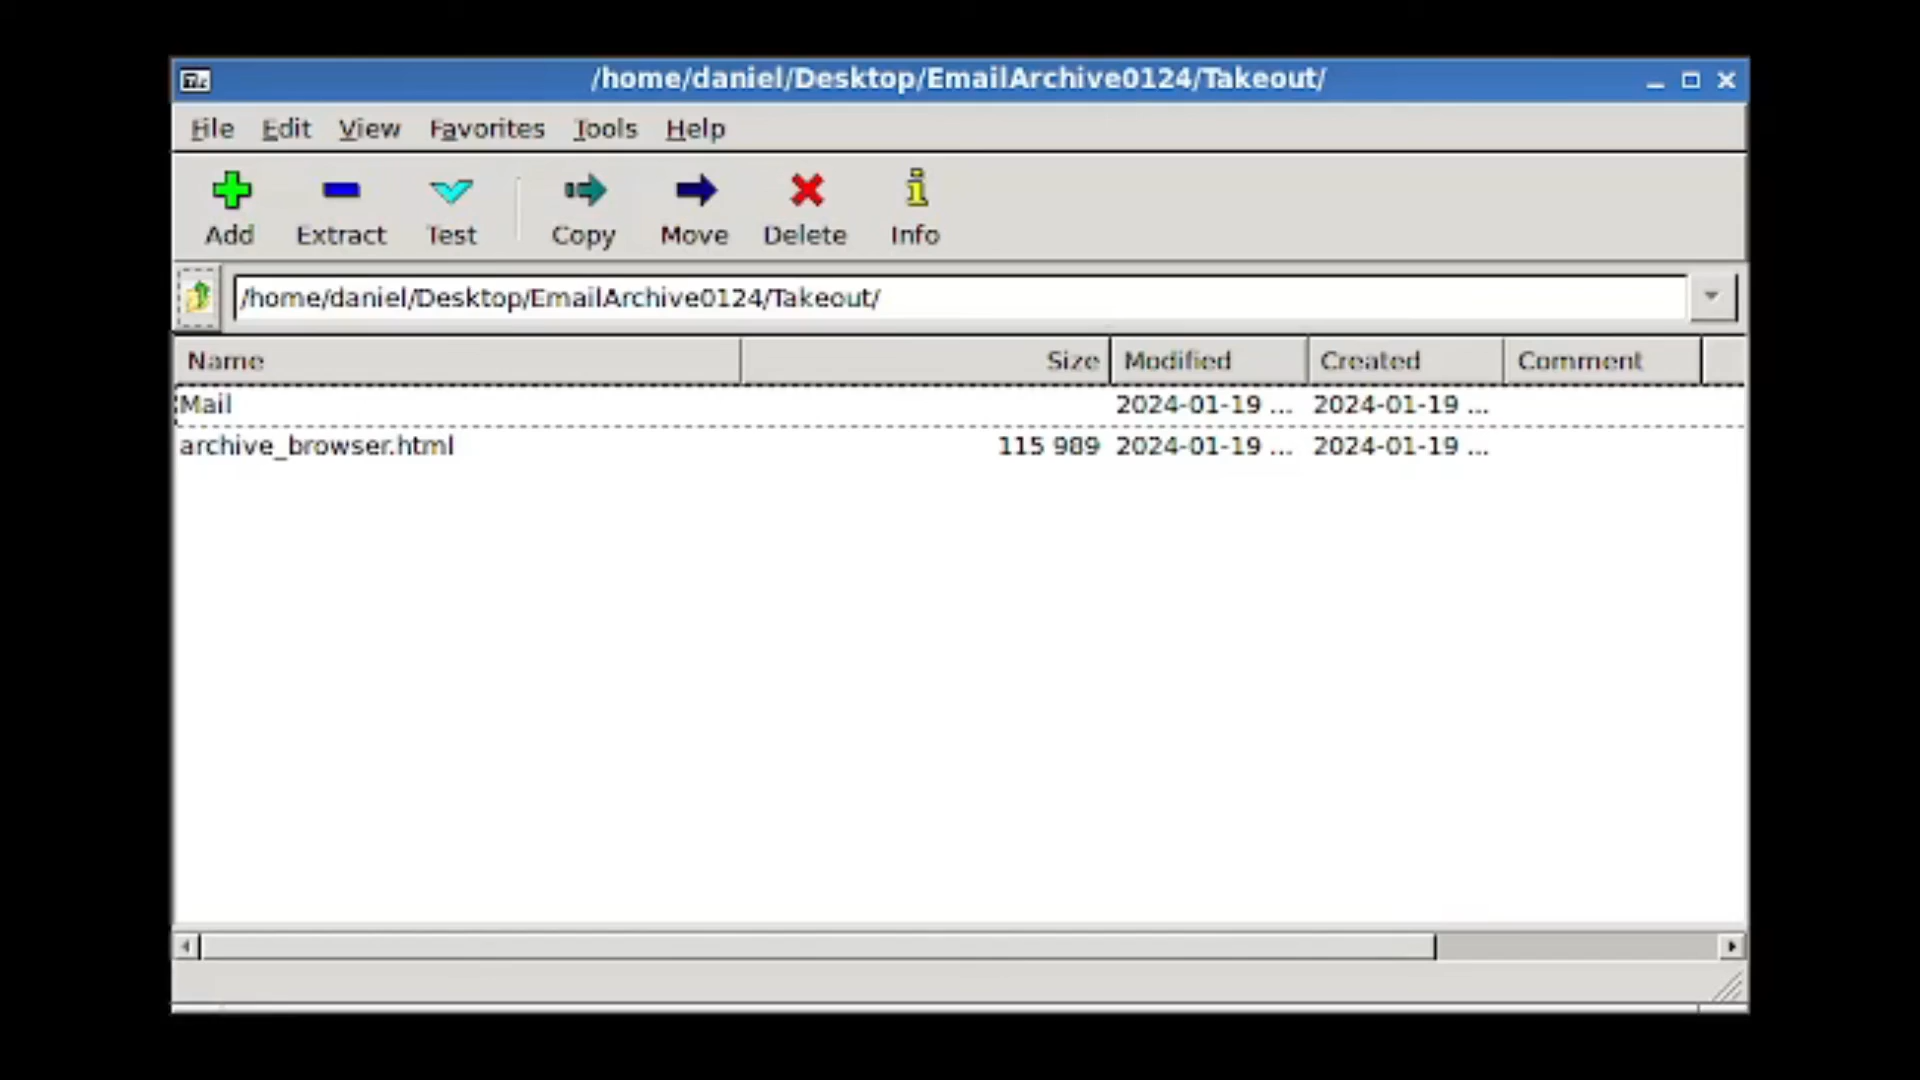 /home/daniel/Desktop/EmailArchive0124/Takeout/
File Edit View Favorites Tools Help
Add Extract Test Copy Move Delete Info
/home/daniel/Desktop/EmailArchive0124/Takeout/
Name Size Modified Created Comment
Mail 2024-01-19 ... 2024-01-19 ...
archive_browser.html 115 989 2024-01-19 ... 2024-01-19 ...